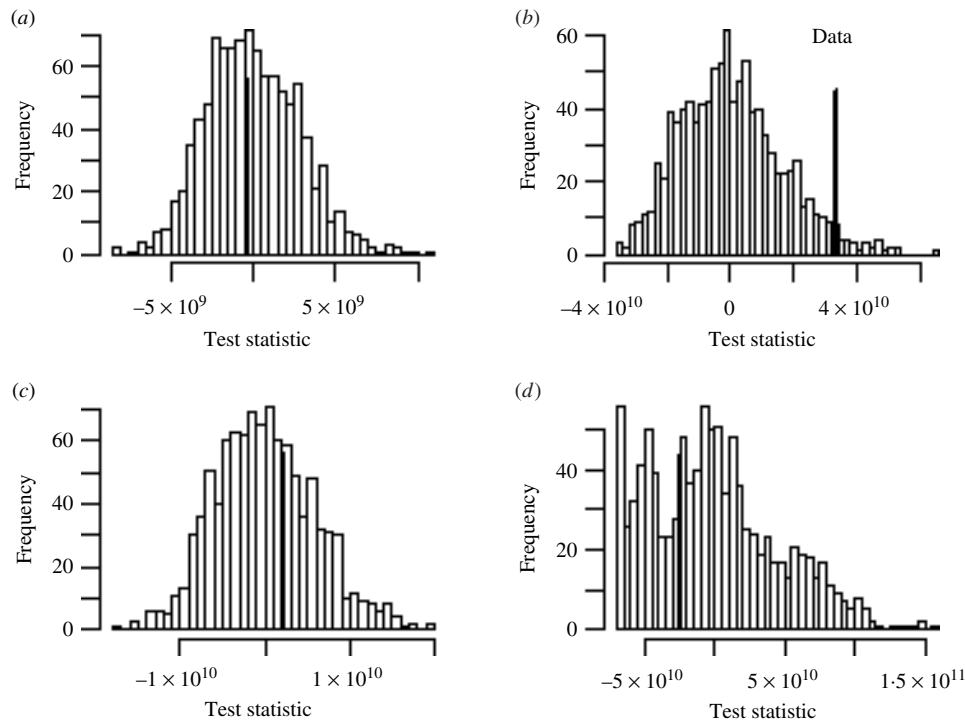 (a)
Frequency
60
40
20
0
–5 × 10⁹
5 × 10⁹
Test statistic
(b)
Data
Frequency
60
40
20
0
–4 × 10¹⁰
0
4 × 10¹⁰
Test statistic
(c)
Frequency
60
40
20
0
–1 × 10¹⁰
1 × 10¹⁰
Test statistic
(d)
Frequency
40
20
0
–5 × 10¹⁰
5 × 10¹⁰
1·5 × 10¹¹
Test statistic